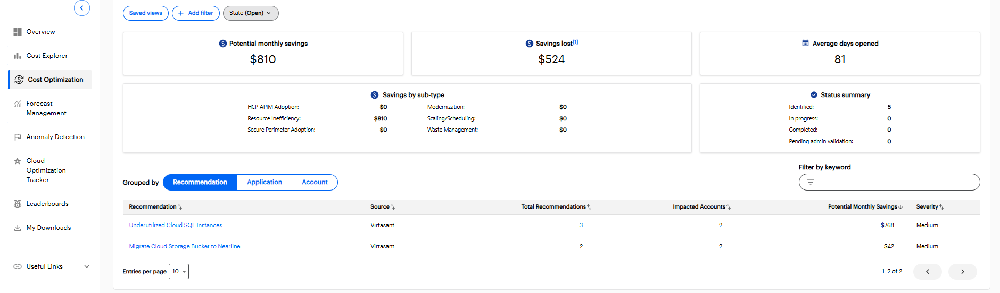 Overview
Cost Explorer
Cost Optimization
Forecast
Management
Anomaly Detection
Cloud
Optimization
Tracker
Leaderboards
My Downloads
Useful Links
Saved views
+ Add filter
State (Open)
Potential monthly savings
$810
Savings lost[1]
$524
Average days opened
81
Savings by sub-type
HCP APIM Adoption: $0 Modernization: $0
Resource Inefficiency: $810 Scaling/Scheduling: $0
Secure Perimeter Adoption: $0 Waste Management: $0
Status summary
Identified: 5
In progress: 0
Completed: 0
Pending admin validation: 0
Filter by keyword
Grouped by Recommendation Application Account
Recommendation Source Total Recommendations Impacted Accounts Potential Monthly Savings Severity
Underutilized Cloud SQL Instances Virtasant 3 2 $768 Medium
Migrate Cloud Storage Bucket to Nearline Virtasant 2 2 $42 Medium
Entries per page 10 1–2 of 2